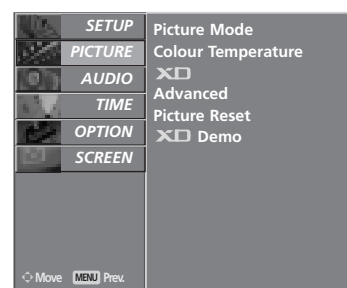 SETUP
PICTURE
AUDIO
TIME
OPTION
SCREEN
Move MENU Prev.
Picture Mode
Colour Temperature
XD
Advanced
Picture Reset
XD Demo